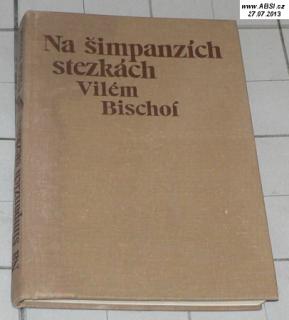 www.ABSI.cz
27.07.2013
Na šimpanzích
stezkách
Vilém
Bischof